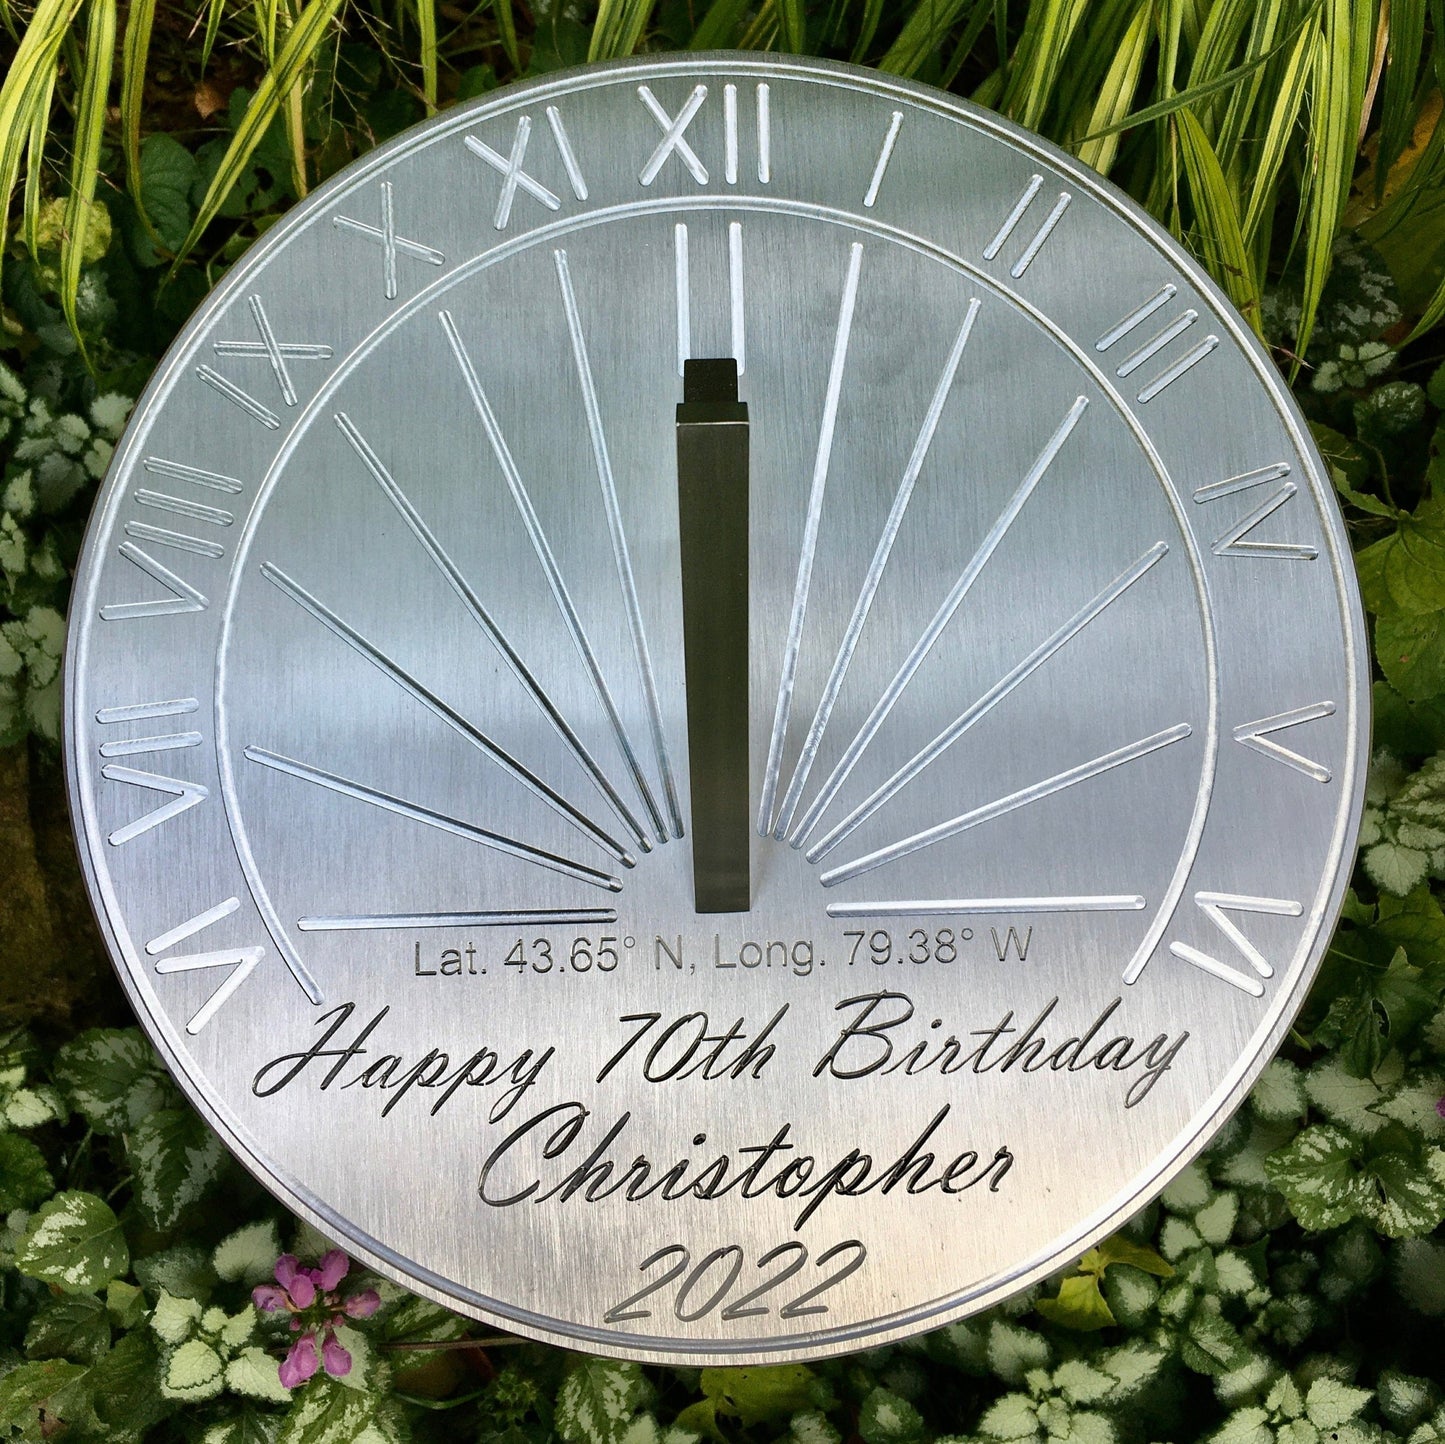 VI VII VIII IX X XI XII I II III IV V VI
Lat. 43.65° N, Long. 79.38° W
Happy 70th Birthday
Christopher
2022